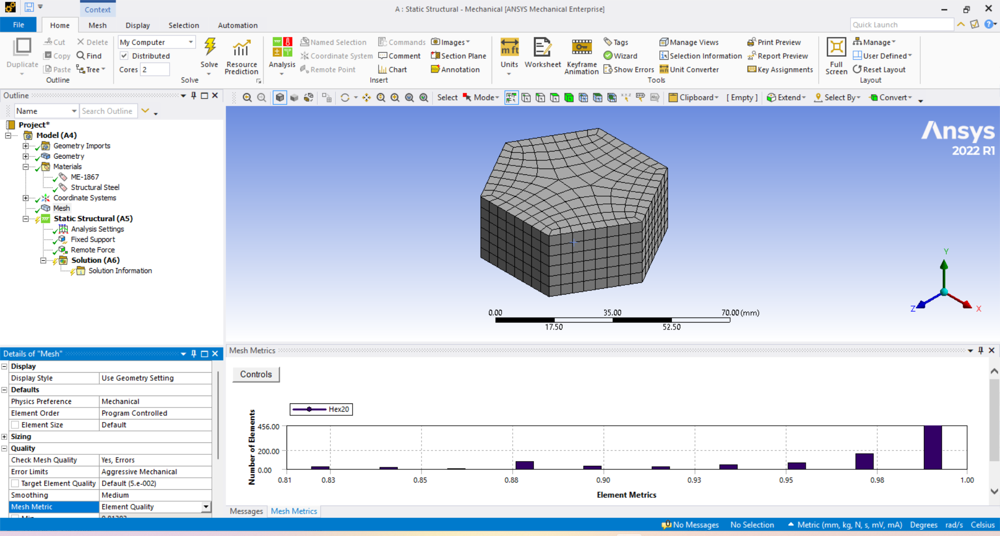 Context
A : Static Structural - Mechanical [ANSYS Mechanical Enterprise]
File Home Mesh Display Selection Automation
Quick Launch
Duplicate
Cut
Copy
Paste
Delete
Find
Tree
Outline
My Computer
Distributed
Cores 2
Solve
Resource
Prediction
Solve
Analysis
Named Selection
Coordinate System
Remote Point
Commands
Comment
Chart
Images
Section Plane
Annotation
Insert
Units
Worksheet
Keyframe
Animation
Tags
Wizard
Show Errors
Manage Views
Selection Information
Unit Converter
Print Preview
Report Preview
Key Assignments
Tools
Full
Screen
Manage
User Defined
Reset Layout
Layout
Outline
Name Search Outline
Select Mode Clipboard [ Empty ] Extend Select By Convert
Project*
Model (A4)
Geometry Imports
Geometry
Materials
ME-1867
Structural Steel
Coordinate Systems
Mesh
Static Structural (A5)
Analysis Settings
Fixed Support
Remote Force
Solution (A6)
Solution Information
Ansys
2022 R1
Y
Z
X
0.00 35.00 70.00 (mm)
17.50 52.50
Details of "Mesh"
Display
Display Style Use Geometry Setting
Defaults
Physics Preference Mechanical
Element Order Program Controlled
Element Size Default
Sizing
Quality
Check Mesh Quality Yes, Errors
Error Limits Aggressive Mechanical
Target Element Quality Default (5.e-002)
Smoothing Medium
Mesh Metric Element Quality
Mesh Metrics
Controls
Hex20
Number of Elements
456.00
200.00
0.00
0.81 0.83 0.85 0.88 0.90 0.93 0.95 0.98 1.00
Element Metrics
Messages Mesh Metrics
No Messages No Selection Metric (mm, kg, N, s, mV, mA) Degrees rad/s Celsius